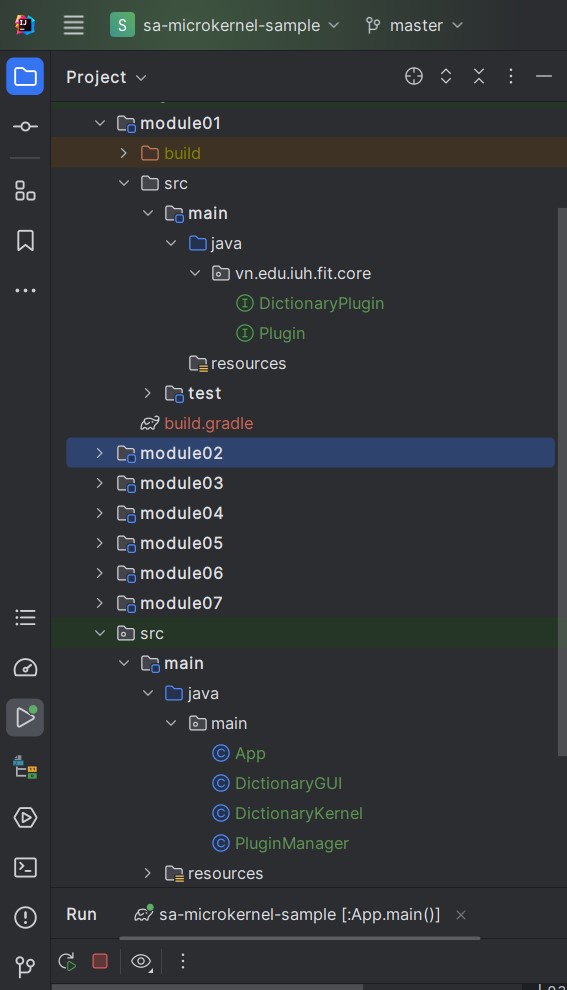 S sa-microkernel-sample master
Project
module01
build
src
main
java
vn.edu.iuh.fit.core
DictionaryPlugin
Plugin
resources
test
build.gradle
module02
module03
module04
module05
module06
module07
src
main
java
main
App
DictionaryGUI
DictionaryKernel
PluginManager
resources
Run sa-microkernel-sample [:App.main()]